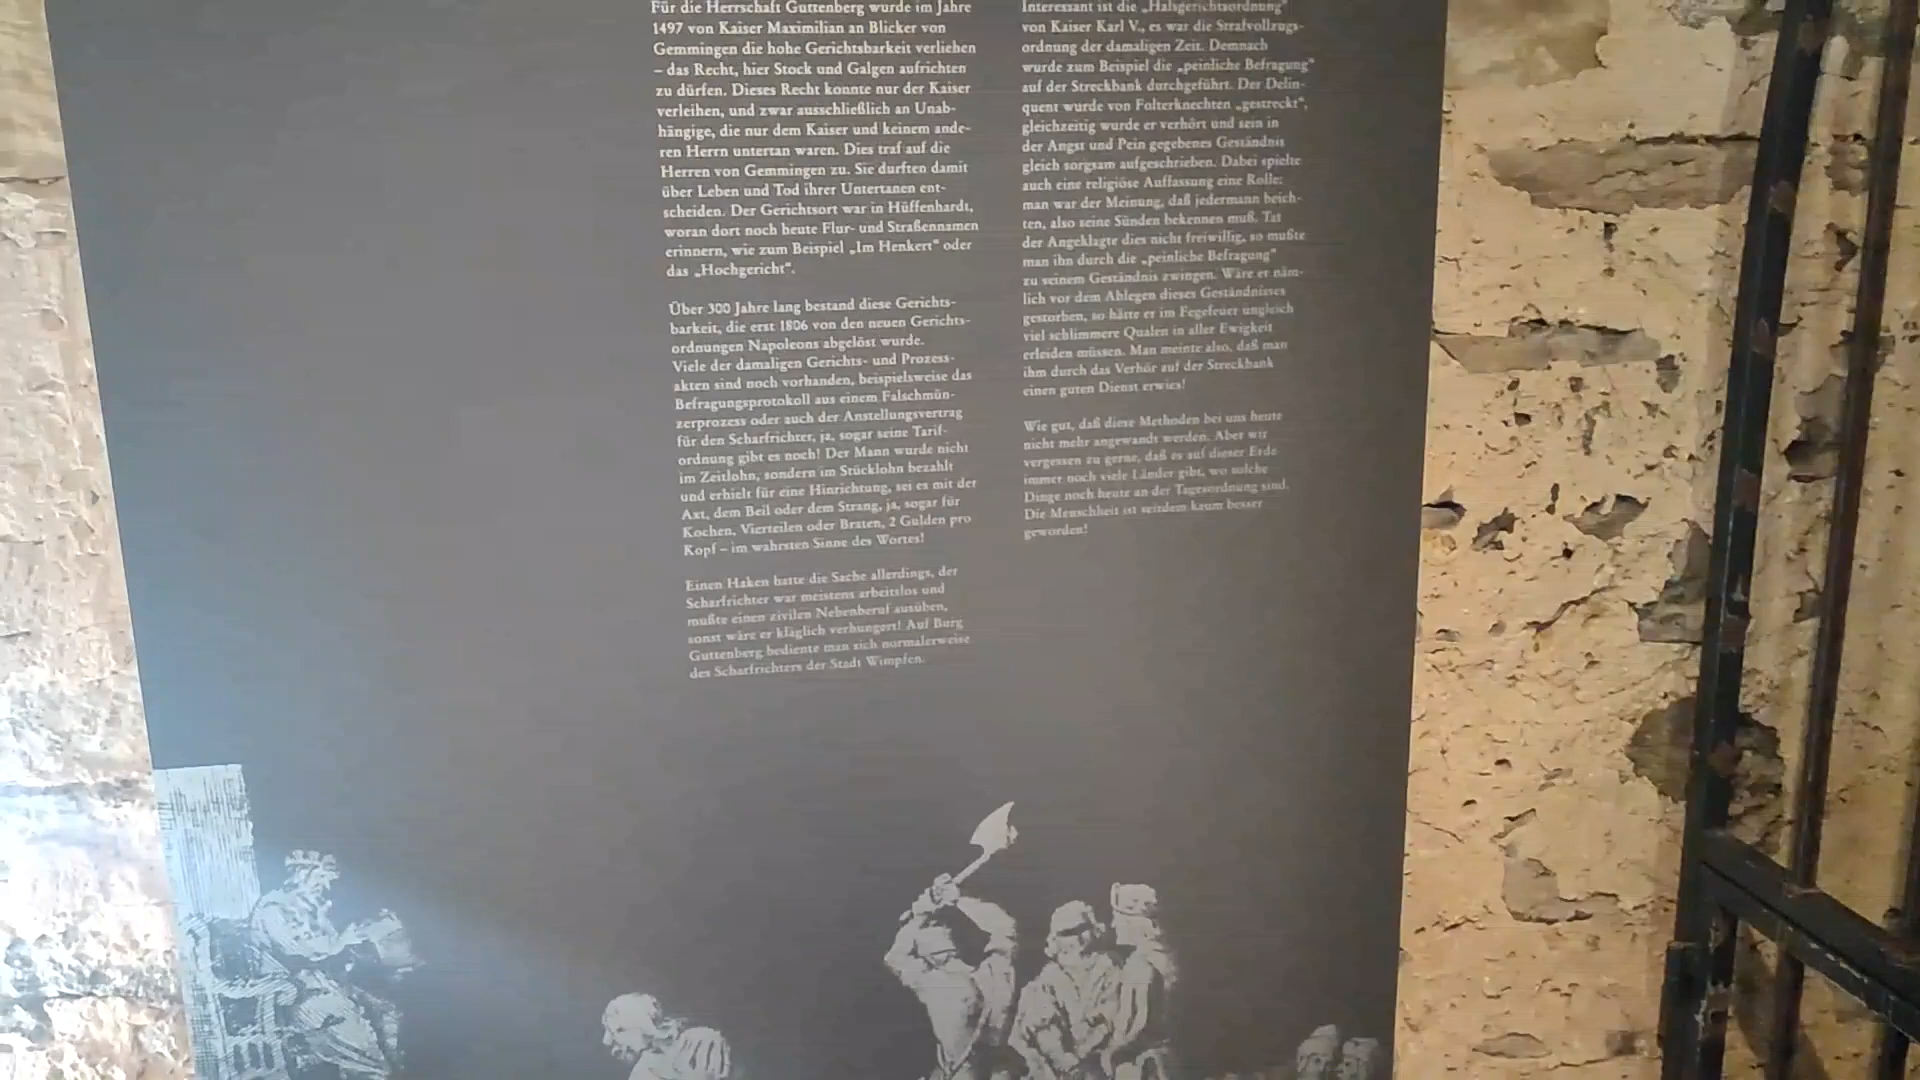 Für die Herrschaft Guttenberg wurde im Jahre
1497 von Kaiser Maximilian an Blicker von
Gemmingen die hohe Gerichtsbarkeit verliehen
– das Recht, hier Stock und Galgen aufrichten
zu dürfen. Dieses Recht konnte nur der Kaiser
verleihen, und zwar ausschließlich an Unab-
hängige, die nur dem Kaiser und keinem ande-
ren Herrn untertan waren. Dies traf auf die
Herren von Gemmingen zu. Sie durften damit
über Leben und Tod ihrer Untertanen ent-
scheiden. Der Gerichtsort war in Hüffenhardt,
woran dort noch heute Flur- und Straßennamen
erinnern, wie zum Beispiel „Im Henkert“ oder
das „Hochgericht“.
Über 300 Jahre lang bestand diese Gerichts-
barkeit, die erst 1806 von den neuen Gerichts-
ordnungen Napoleons abgelöst wurde.
Viele der damaligen Gerichts- und Prozess-
akten sind noch vorhanden, beispielsweise das
Befragungsprotokoll aus einem Falschmün-
zerprozess oder auch der Anstellungsvertrag
für den Scharfrichter, ja, sogar seine Tarif-
ordnung gibt es noch! Der Mann wurde nicht
im Zeitlohn, sondern im Stücklohn bezahlt
und erhielt für eine Hinrichtung, sei es mit der
Axt, dem Beil oder dem Strang, ja, sogar für
Kochen, Vierteilen oder Braten, 2 Gulden pro
Kopf – im wahrsten Sinne des Wortes!
Einen Haken hatte die Sache allerdings, der
Scharfrichter war meistens arbeitslos und
mußte einen zivilen Nebenberuf ausüben,
sonst wäre er kläglich verhungert! Auf Burg
Guttenberg bediente man sich normalerweise
des Scharfrichters der Stadt Wimpfen.
Interessant ist die „Halsgerichtsordnung“
von Kaiser Karl V., es war die Strafvollzugs-
ordnung der damaligen Zeit. Demnach
wurde zum Beispiel die „peinliche Befragung“
auf der Streckbank durchgeführt. Der Delin-
quent wurde von Folterknechten „gestreckt“,
gleichzeitig wurde er verhört und sein in
der Angst und Pein gegebenes Geständnis
gleich sorgsam aufgeschrieben. Dabei spielte
auch eine religiöse Auffassung eine Rolle:
man war der Meinung, daß jedermann beich-
ten, also seine Sünden bekennen muß. Tat
der Angeklagte dies nicht freiwillig, so mußte
man ihn durch die „peinliche Befragung“
zu seinem Geständnis zwingen. Wäre er näm-
lich vor dem Ablegen dieses Geständnisses
gestorben, so hätte er im Fegefeuer ungleich
viel schlimmere Qualen in aller Ewigkeit
erleiden müssen. Man meinte also, daß man
ihm durch das Verhör auf der Streckbank
einen guten Dienst erwies!
Wie gut, daß diese Methoden bei uns heute
nicht mehr angewandt werden. Aber wir
vergessen zu gerne, daß es auf dieser Erde
immer noch viele Länder gibt, wo solche
Dinge noch heute an der Tagesordnung sind.
Die Menschheit ist seitdem kaum besser
geworden!